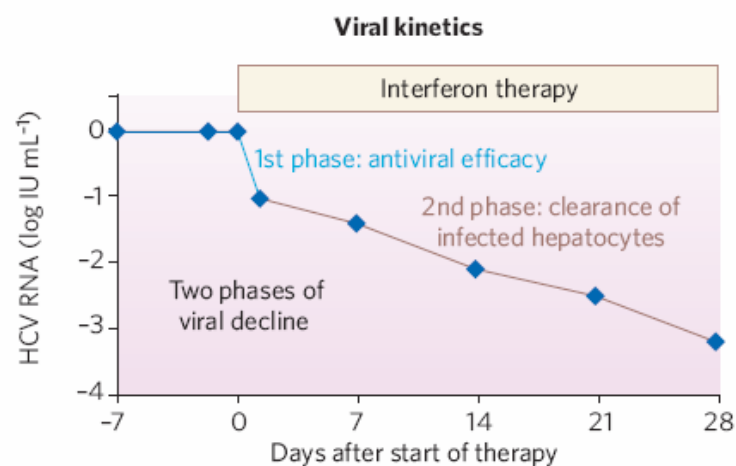 Viral kinetics
Interferon therapy
HCV RNA (log IU mL⁻¹)
0
–1
–2
–3
–4
1st phase: antiviral efficacy
2nd phase: clearance of
infected hepatocytes
Two phases of
viral decline
–7
0
7
14
21
28
Days after start of therapy